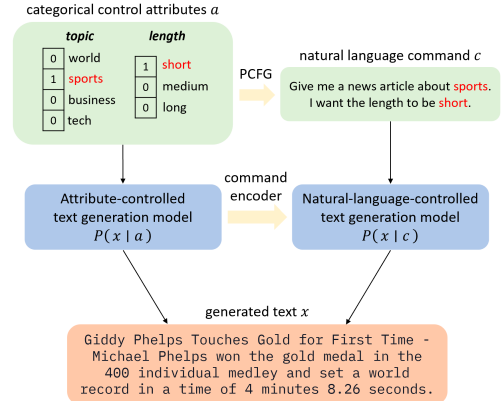 categorical control attributes a
topic
length
0 world
1 sports
0 business
0 tech
1 short
0 medium
0 long
PCFG
natural language command c
Give me a news article about sports.
I want the length to be short.
Attribute-controlled
text generation model
P(x | a)
command
encoder
Natural-language-controlled
text generation model
P(x | c)
generated text x
Giddy Phelps Touches Gold for First Time -
Michael Phelps won the gold medal in the
400 individual medley and set a world
record in a time of 4 minutes 8.26 seconds.